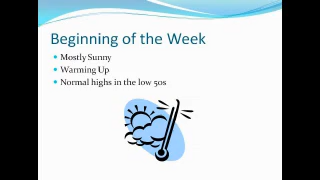 Beginning of the Week
Mostly Sunny
Warming Up
Normal highs in the low 50s